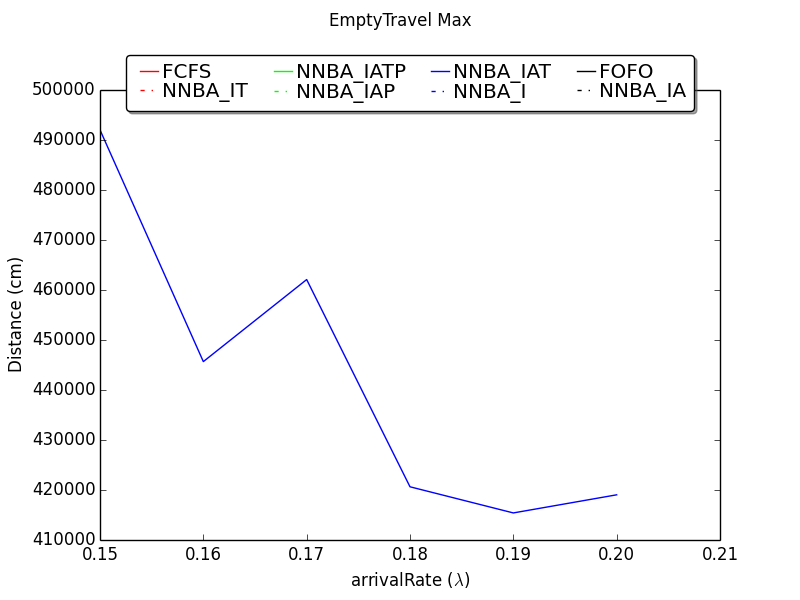 EmptyTravel Max
FCFS NNBA_IATP NNBA_IAT FOFO
NNBA_IT NNBA_IAP NNBA_I NNBA_IA
500000
490000
480000
470000
460000
450000
440000
430000
420000
410000
Distance (cm)
0.15 0.16 0.17 0.18 0.19 0.20 0.21
arrivalRate (λ)